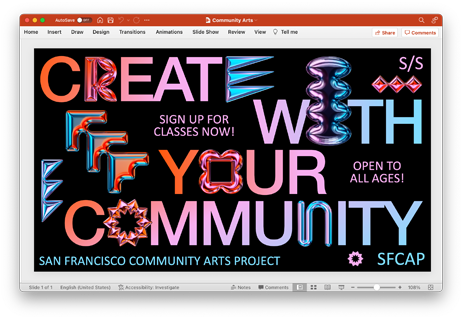 AutoSave
Community Arts
Home Insert Draw Design Transitions Animations Slide Show Review View Tell me Share Comments
CREATE
S/S
SIGN UP FOR
CLASSES NOW!
WITH
YOUR
OPEN TO
ALL AGES!
COMMUNITY
SAN FRANCISCO COMMUNITY ARTS PROJECT
SFCAP
Slide 1 of 1 English (United States) Accessibility: Investigate Notes Comments 108%